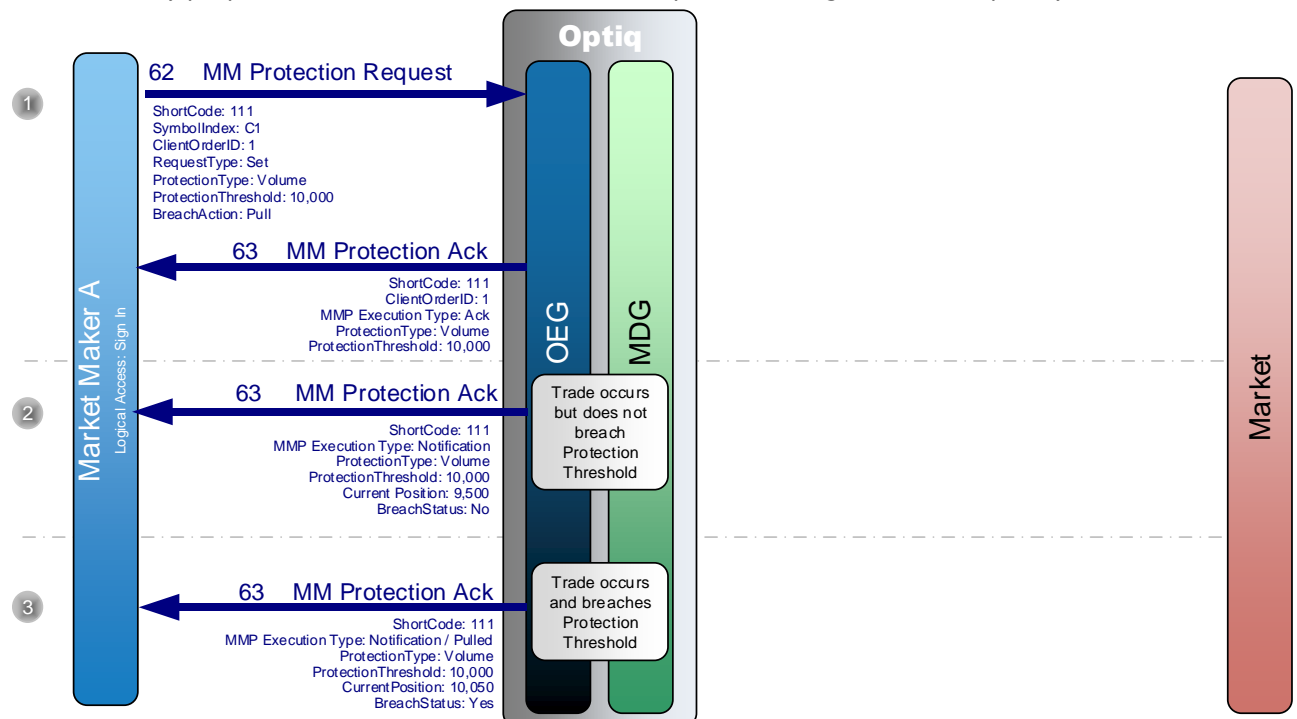 Optiq
1
62 MM Protection Request
ShortCode: 111
SymbolIndex: C1
ClientOrderID: 1
RequestType: Set
ProtectionType: Volume
ProtectionThreshold: 10,000
BreachAction: Pull
63 MM Protection Ack
ShortCode: 111
ClientOrderID: 1
MMP Execution Type: Ack
ProtectionType: Volume
ProtectionThreshold: 10,000
Market Maker A
Logical Access: Sign In
OEG
MDG
Market
2
63 MM Protection Ack
ShortCode: 111
MMP Execution Type: Notification
ProtectionType: Volume
ProtectionThreshold: 10,000
Current Position: 9,500
BreachStatus: No
Trade occurs
but does not
breach
Protection
Threshold
3
63 MM Protection Ack
ShortCode: 111
MMP Execution Type: Notification / Pulled
ProtectionType: Volume
ProtectionThreshold: 10,000
CurrentPosition: 10,050
BreachStatus: Yes
Trade occurs
and breaches
Protection
Threshold